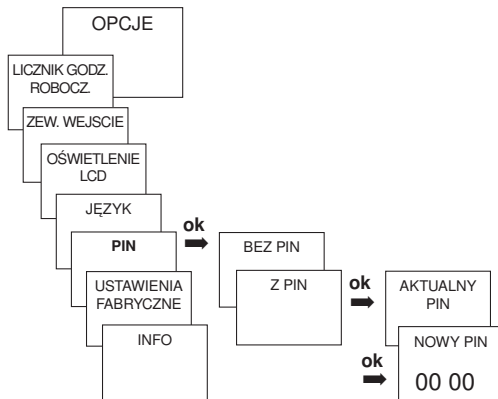 OPCJE
LICZNIK GODZ.
ROBOCZ.
ZEW. WEJSCIE
OŚWIETLENIE
LCD
JĘZYK
PIN
USTAWIENIA
FABRYCZNE
INFO
ok
BEZ PIN
Z PIN
ok
AKTUALNY
PIN
ok
NOWY PIN
00 00